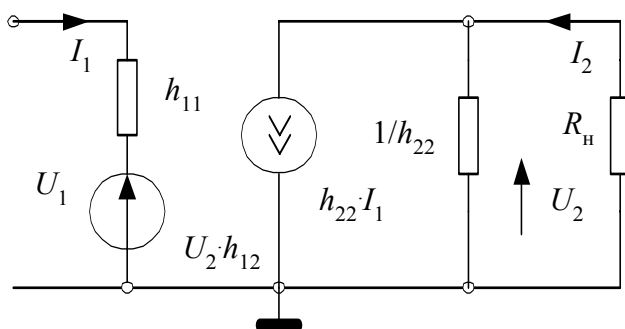 I₁
I₂
h₁₁
1/h₂₂
Rн
U₁
h₂₂·I₁
U₂
U₂·h₁₂